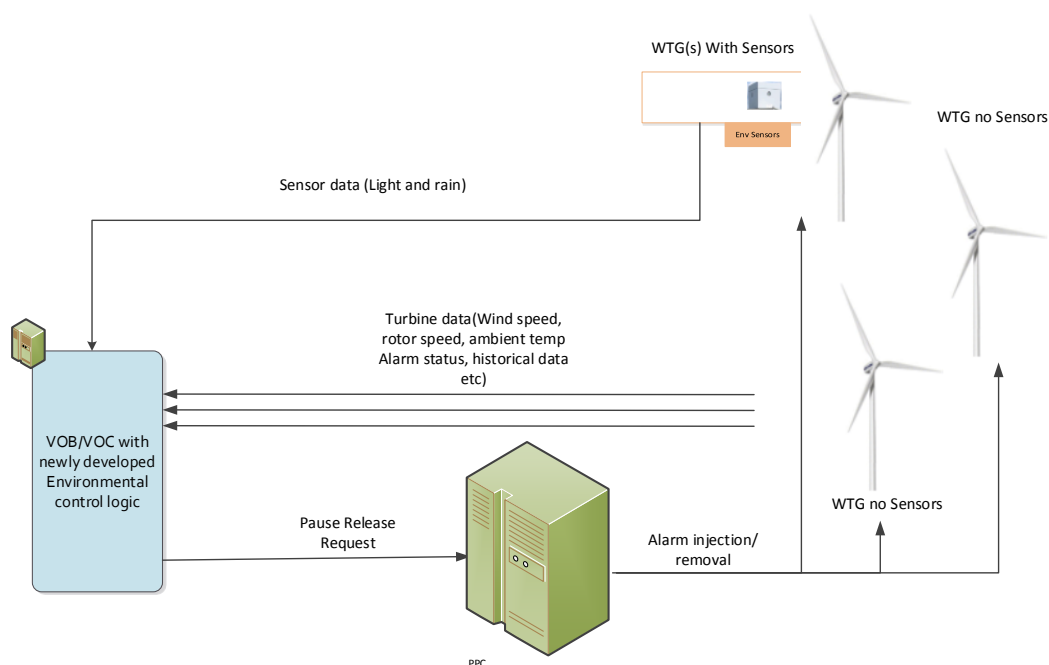 WTG(s) With Sensors
WTG no Sensors
Env Sensors
Sensor data (Light and rain)
Turbine data(Wind speed,
rotor speed, ambient temp
Alarm status, historical data
etc)
VOB/VOC with
newly developed
Environmental
control logic
WTG no Sensors
Pause Release
Request
Alarm injection/
removal
PPC